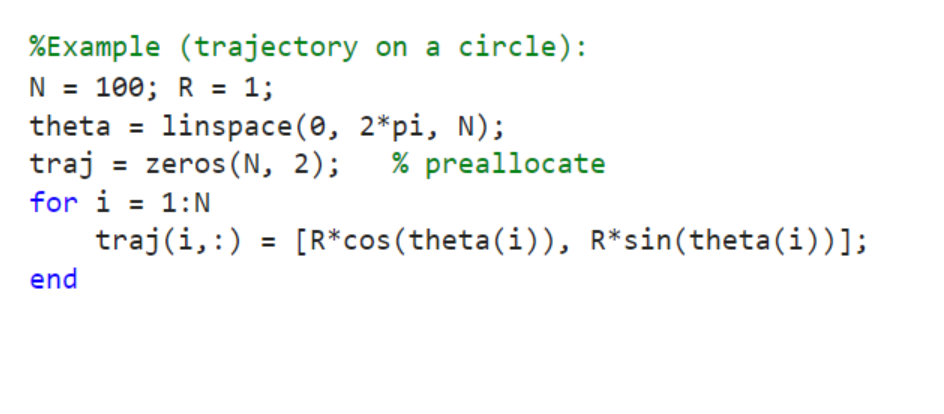 %Example (trajectory on a circle):
N = 100; R = 1;
theta = linspace(0, 2*pi, N);
traj = zeros(N, 2);   % preallocate
for i = 1:N
    traj(i,:) = [R*cos(theta(i)), R*sin(theta(i))];
end